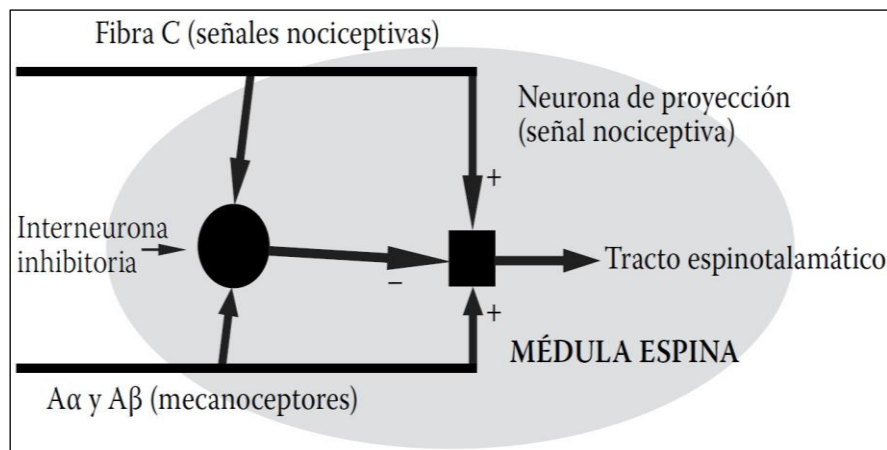 Fibra C (señales nociceptivas)
Neurona de proyección
(señal nociceptiva)
+
Interneurona
inhibitoria
−
Tracto espinotalamático
+
MÉDULA ESPINA
Aα y Aβ (mecanoceptores)